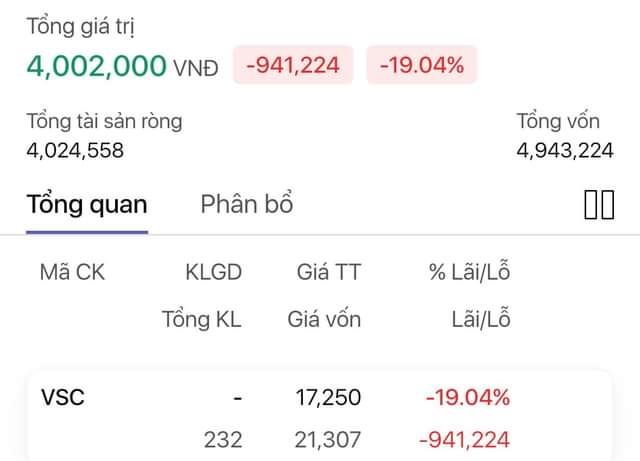 Tổng giá trị
4,002,000 VNĐ -941,224 -19.04%
Tổng tài sản ròng Tổng vốn
4,024,558 4,943,224
Tổng quan Phân bổ
Mã CK KLGD Giá TT % Lãi/Lỗ
Tổng KL Giá vốn Lãi/Lỗ
VSC - 17,250 -19.04%
232 21,307 -941,224